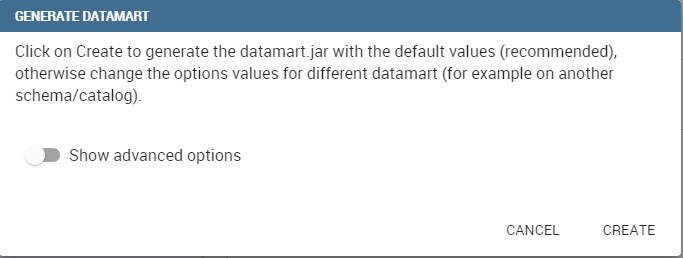 GENERATE DATAMART
Click on Create to generate the datamart.jar with the default values (recommended),
otherwise change the options values for different datamart (for example on another
schema/catalog).
Show advanced options
CANCEL CREATE